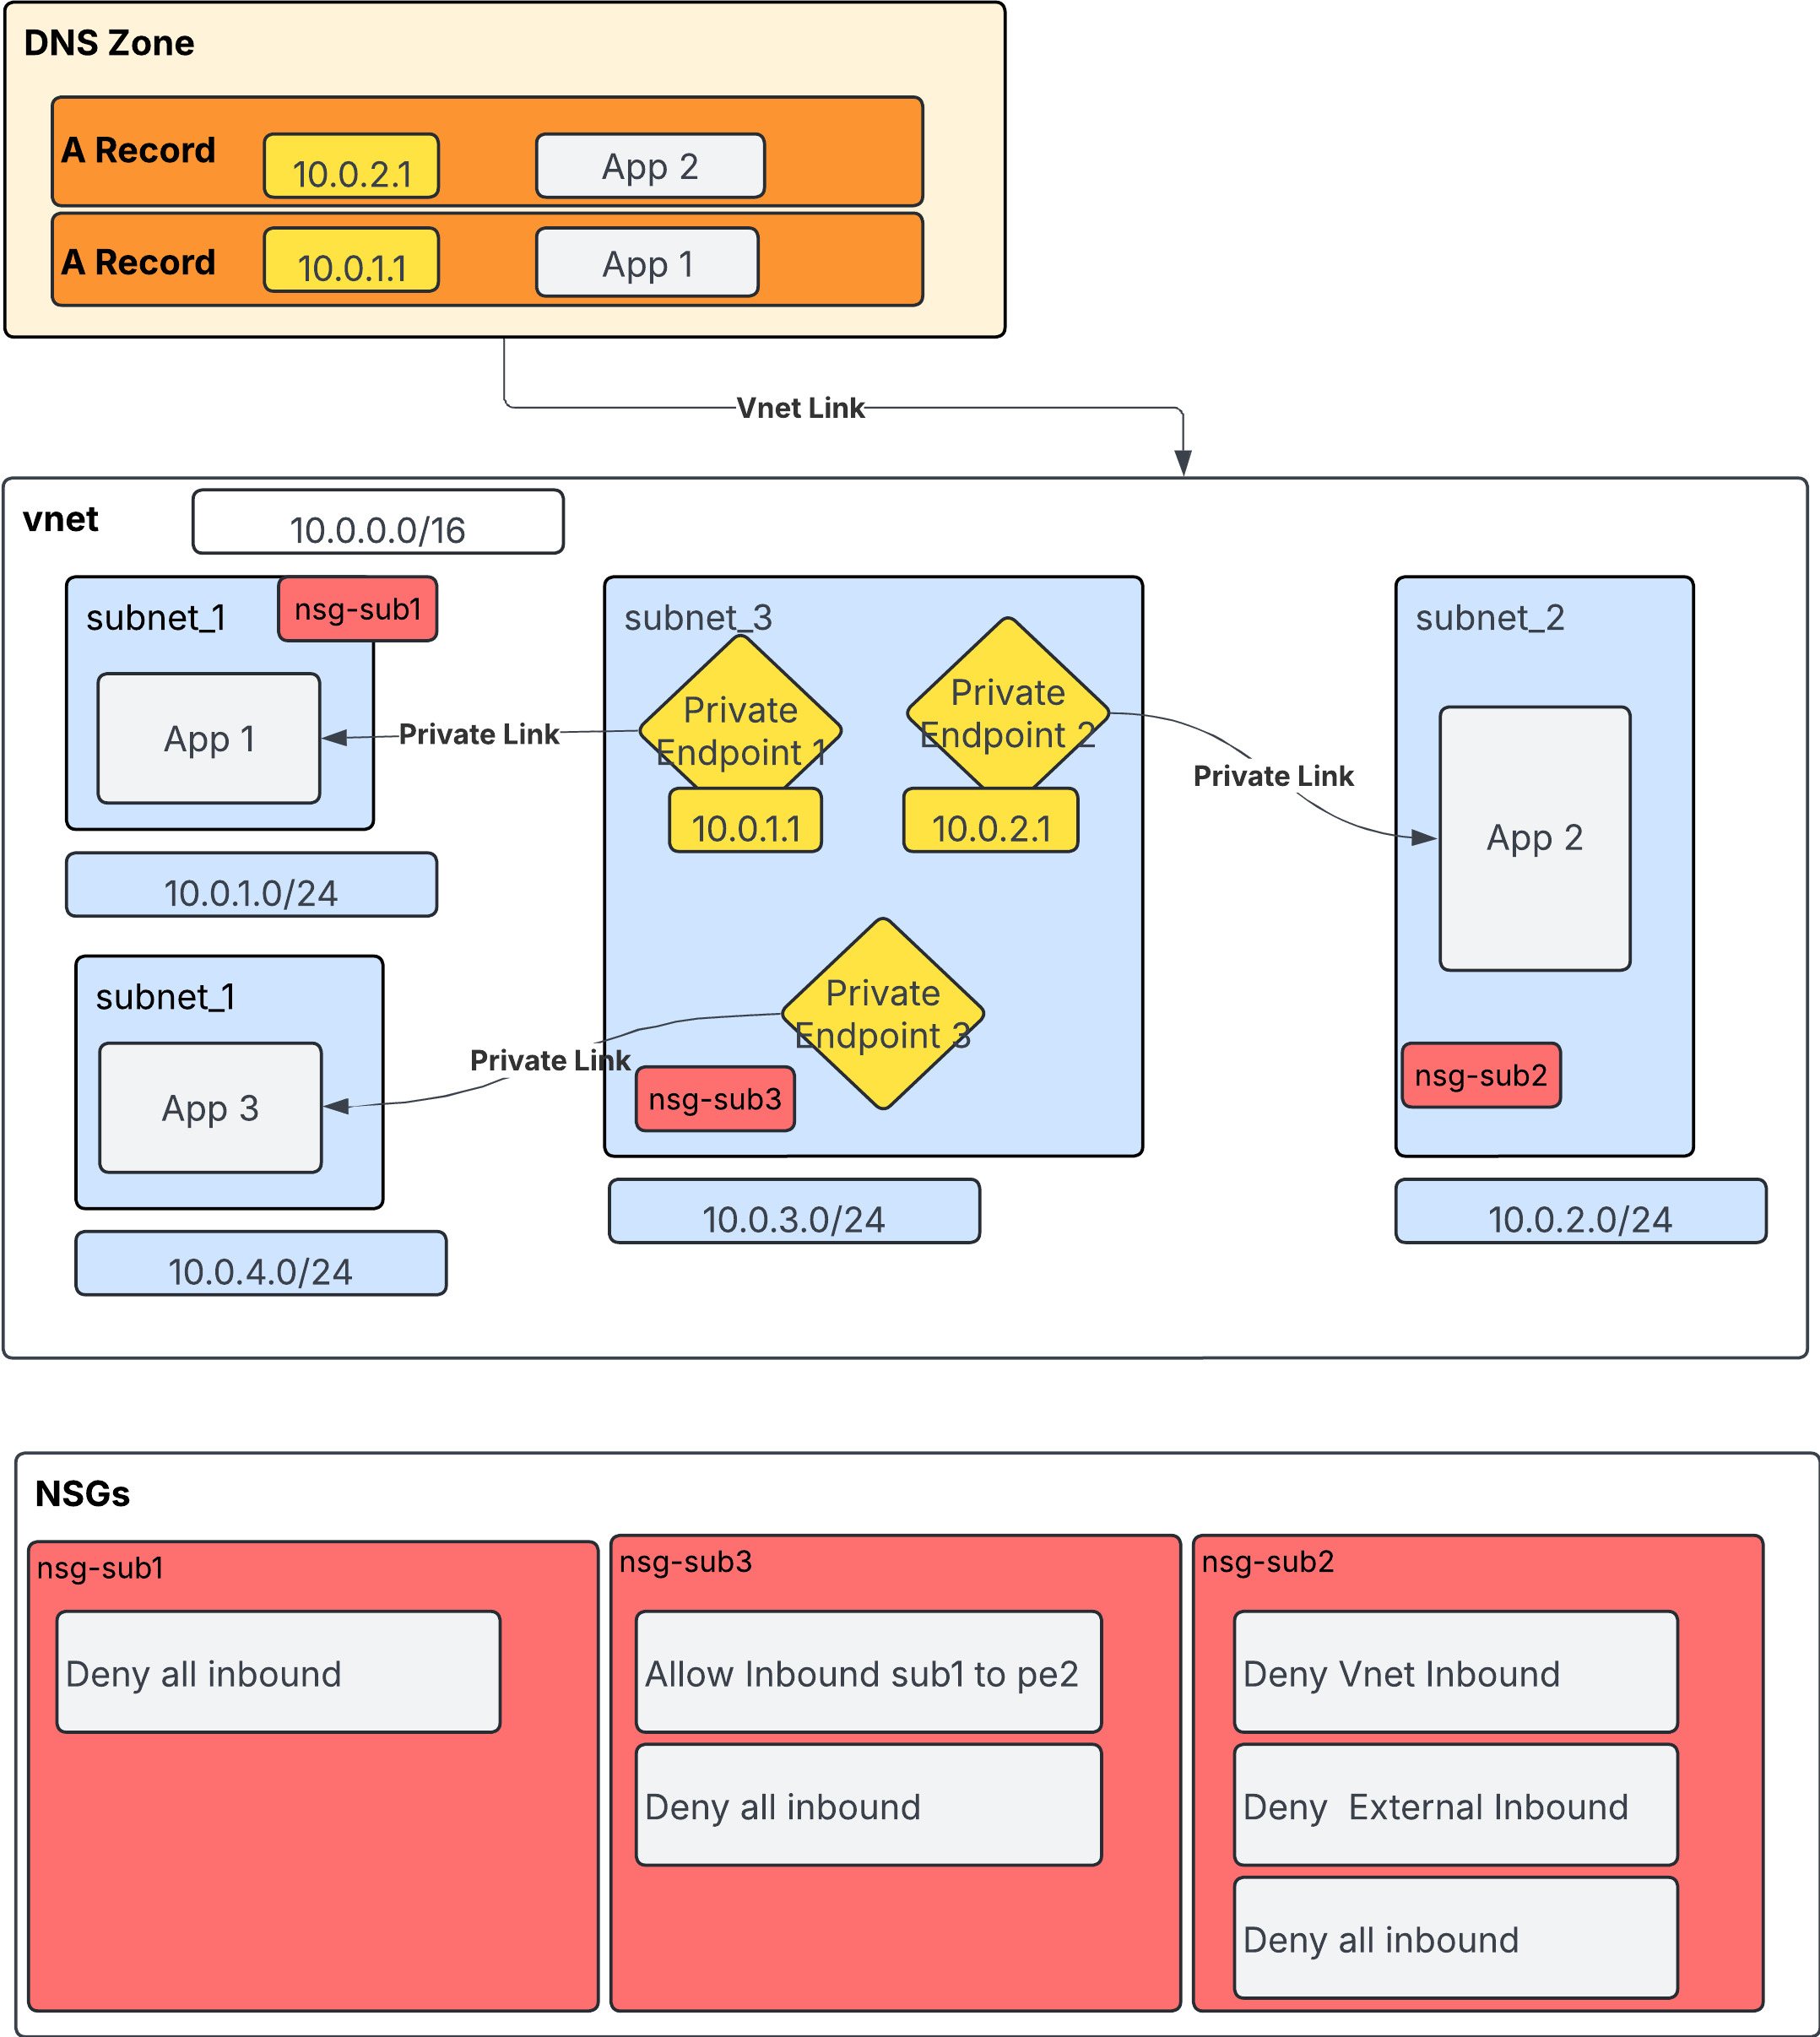 DNS Zone
A Record
10.0.2.1
App 2
A Record
10.0.1.1
App 1
Vnet Link
vnet
10.0.0.0/16
subnet_1
nsg-sub1
App 1
10.0.1.0/24
Private Link
subnet_3
Private
Endpoint 1
10.0.1.1
Private
Endpoint 2
10.0.2.1
Private Link
subnet_2
App 2
nsg-sub2
10.0.2.0/24
subnet_1
App 3
10.0.4.0/24
Private Link
Private
Endpoint 3
nsg-sub3
10.0.3.0/24
NSGs
nsg-sub1
Deny all inbound
nsg-sub3
Allow Inbound sub1 to pe2
Deny all inbound
nsg-sub2
Deny Vnet Inbound
Deny  External Inbound
Deny all inbound